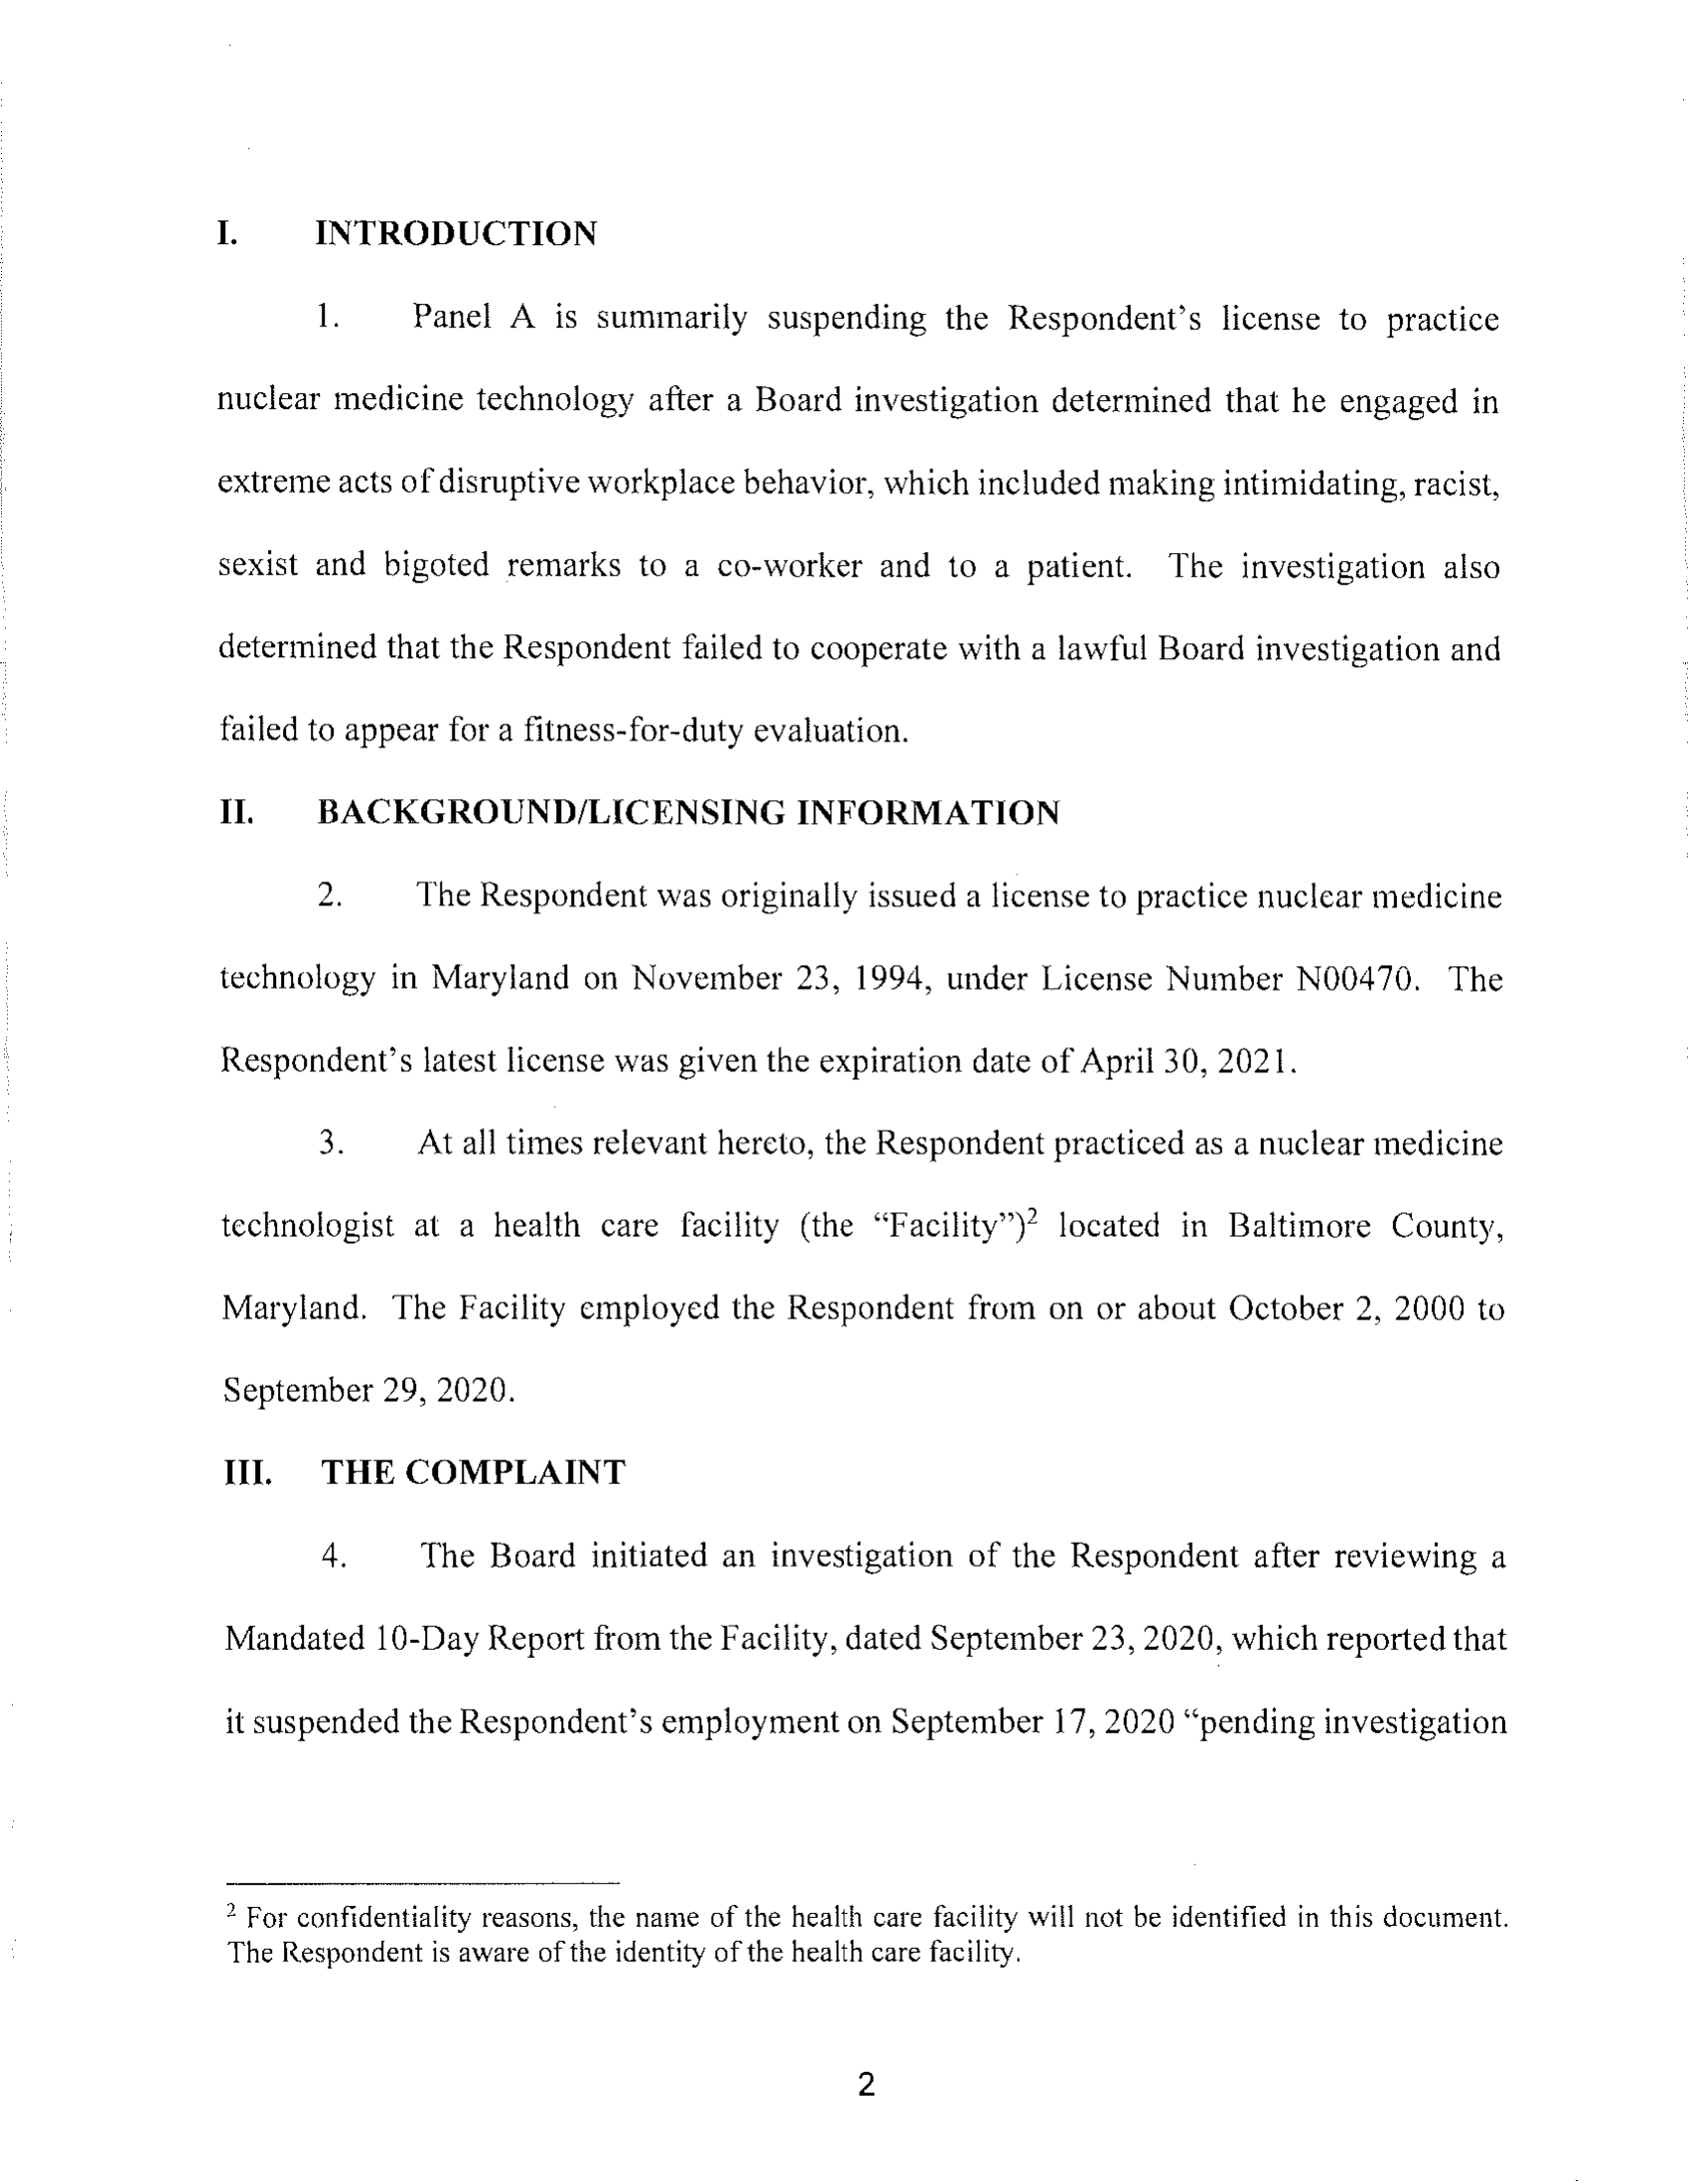 I. INTRODUCTION
1. Panel A is summarily suspending the Respondent's license to practice
nuclear medicine technology after a Board investigation determined that he engaged in
extreme acts of disruptive workplace behavior, which included making intimidating, racist,
sexist and bigoted remarks to a co-worker and to a patient. The investigation also
determined that the Respondent failed to cooperate with a lawful Board investigation and
failed to appear for a fitness-for-duty evaluation.
II. BACKGROUND/LICENSING INFORMATION
2. The Respondent was originally issued a license to practice nuclear medicine
technology in Maryland on November 23, 1994, under License Number N00470. The
Respondent's latest license was given the expiration date of April 30, 2021.
3. At all times relevant hereto, the Respondent practiced as a nuclear medicine
technologist at a health care facility (the “Facility”)² located in Baltimore County,
Maryland. The Facility employed the Respondent from on or about October 2, 2000 to
September 29, 2020.
III. THE COMPLAINT
4. The Board initiated an investigation of the Respondent after reviewing a
Mandated 10-Day Report from the Facility, dated September 23, 2020, which reported that
it suspended the Respondent's employment on September 17, 2020 “pending investigation
² For confidentiality reasons, the name of the health care facility will not be identified in this document.
The Respondent is aware of the identity of the health care facility.
2